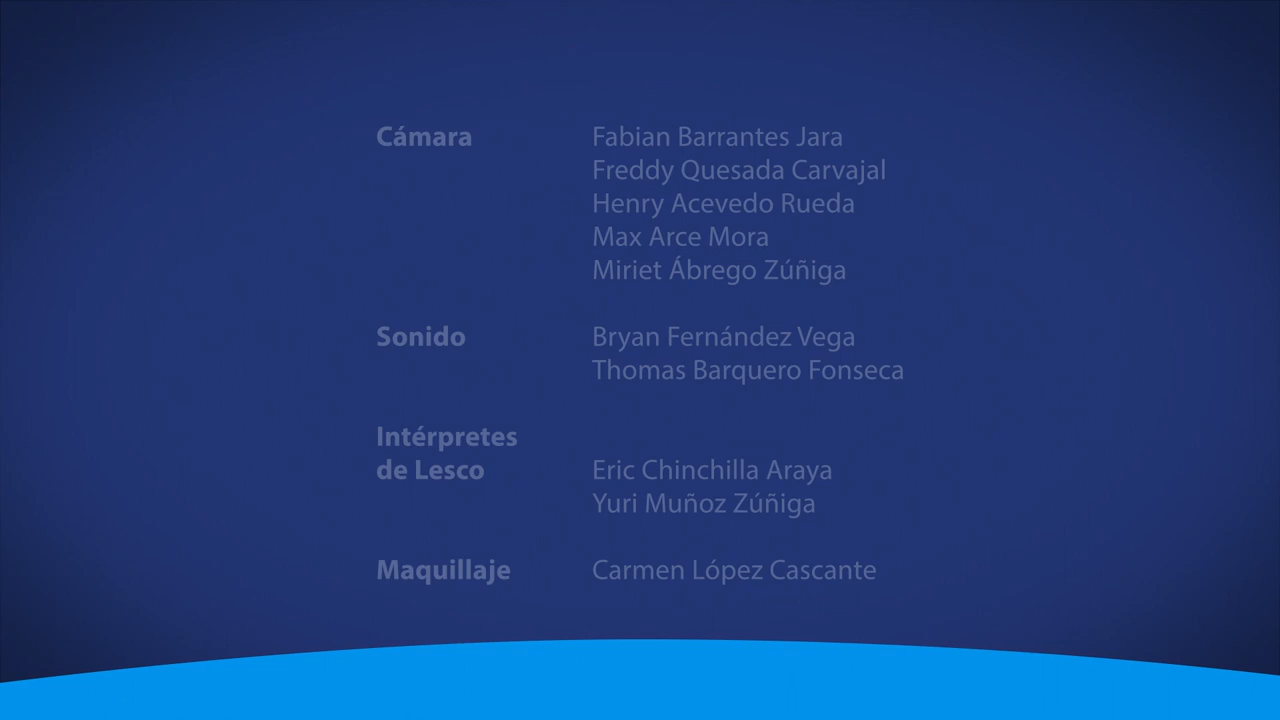 Cámara Fabian Barrantes Jara
Freddy Quesada Carvajal
Henry Acevedo Rueda
Max Arce Mora
Miriet Ábrego Zúñiga
Sonido Bryan Fernández Vega
Thomas Barquero Fonseca
Intérpretes
de Lesco Eric Chinchilla Araya
Yuri Muñoz Zúñiga
Maquillaje Carmen López Cascante